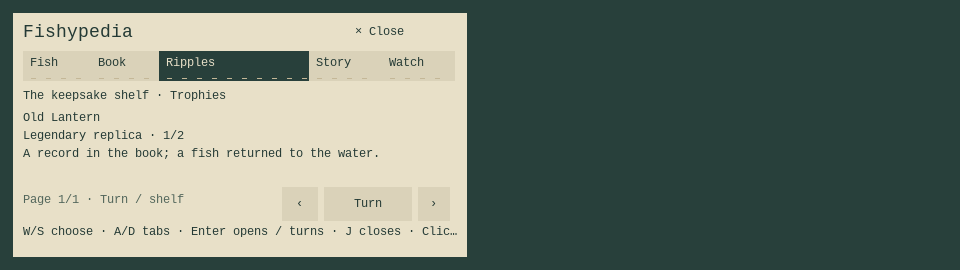 Fishypedia
× Close
Fish Book Ripples Story Watch
The keepsake shelf · Trophies
Old Lantern
Legendary replica · 1/2
A record in the book; a fish returned to the water.
Page 1/1 · Turn / shelf
‹ Turn ›
W/S choose · A/D tabs · Enter opens / turns · J closes · Clic…